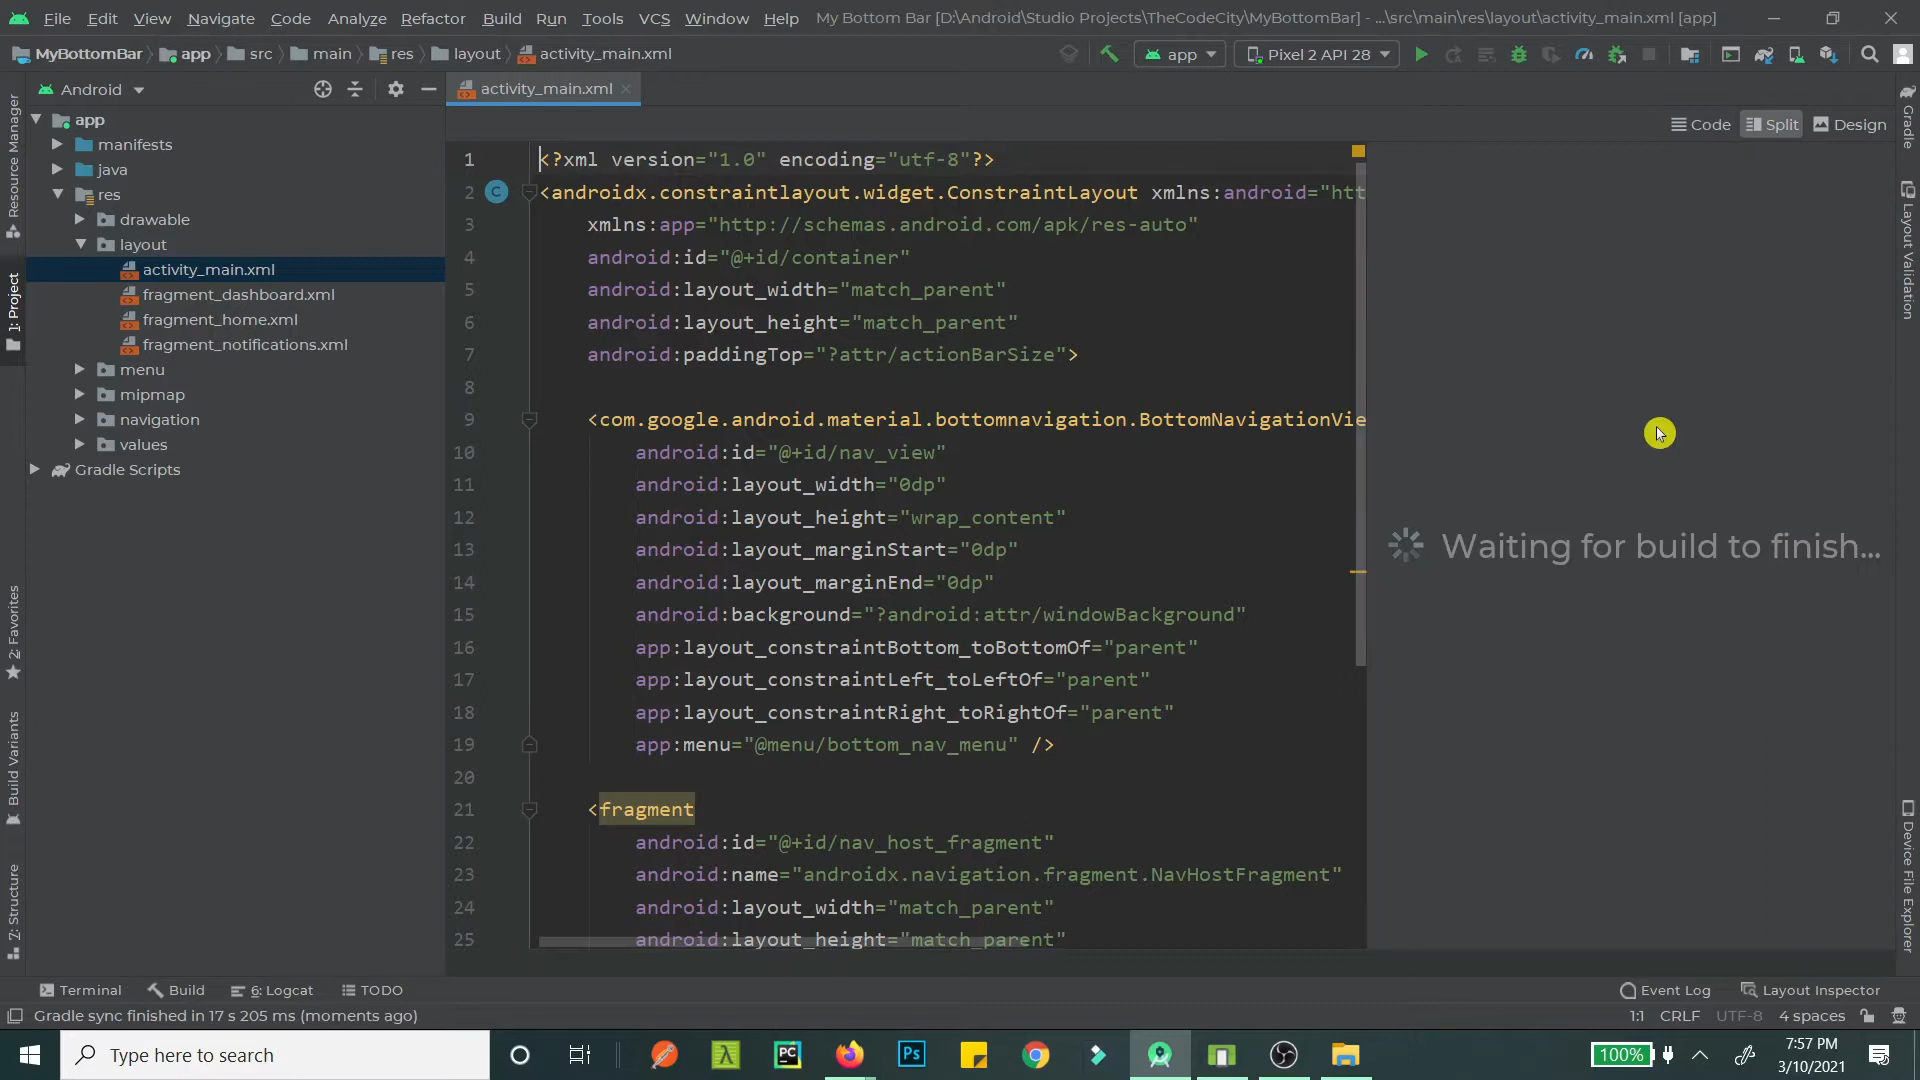 File Edit View Navigate Code Analyze Refactor Build Run Tools VCS Window Help My Bottom Bar [D:\Android\Studio Projects\TheCodeCity\MyBottomBar] - ...\src\main\res\layout\activity_main.xml [app]
MyBottomBar app src main res layout activity_main.xml app Pixel 2 API 28
Android
activity_main.xml
Code Split Design
app
manifests
java
res
drawable
layout
activity_main.xml
fragment_dashboard.xml
fragment_home.xml
fragment_notifications.xml
menu
mipmap
navigation
values
Gradle Scripts
Resource Manager
1: Project
2: Favorites
Build Variants
7: Structure
1 <?xml version="1.0" encoding="utf-8"?>
2 C <androidx.constraintlayout.widget.ConstraintLayout xmlns:android="htt
3 xmlns:app="http://schemas.android.com/apk/res-auto"
4 android:id="@+id/container"
5 android:layout_width="match_parent"
6 android:layout_height="match_parent"
7 android:paddingTop="?attr/actionBarSize">
8
9 <com.google.android.material.bottomnavigation.BottomNavigationVie
10 android:id="@+id/nav_view"
11 android:layout_width="0dp"
12 android:layout_height="wrap_content"
13 android:layout_marginStart="0dp"
14 android:layout_marginEnd="0dp"
15 android:background="?android:attr/windowBackground"
16 app:layout_constraintBottom_toBottomOf="parent"
17 app:layout_constraintLeft_toLeftOf="parent"
18 app:layout_constraintRight_toRightOf="parent"
19 app:menu="@menu/bottom_nav_menu" />
20
21 <fragment
22 android:id="@+id/nav_host_fragment"
23 android:name="androidx.navigation.fragment.NavHostFragment"
24 android:layout_width="match_parent"
25 android:layout_height="match_parent"
Waiting for build to finish...
Gradle
Layout Validation
Device File Explorer
Terminal Build 6: Logcat TODO Event Log Layout Inspector
Gradle sync finished in 17 s 205 ms (moments ago) 1:1 CRLF UTF-8 4 spaces
Type here to search
PC
Ps
100%
7:57 PM
3/10/2021